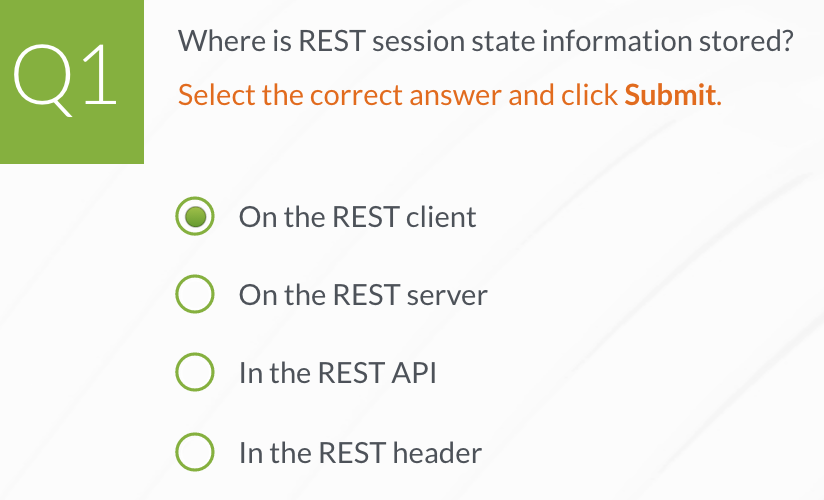 Q1
Where is REST session state information stored?
Select the correct answer and click Submit.
On the REST client
On the REST server
In the REST API
In the REST header